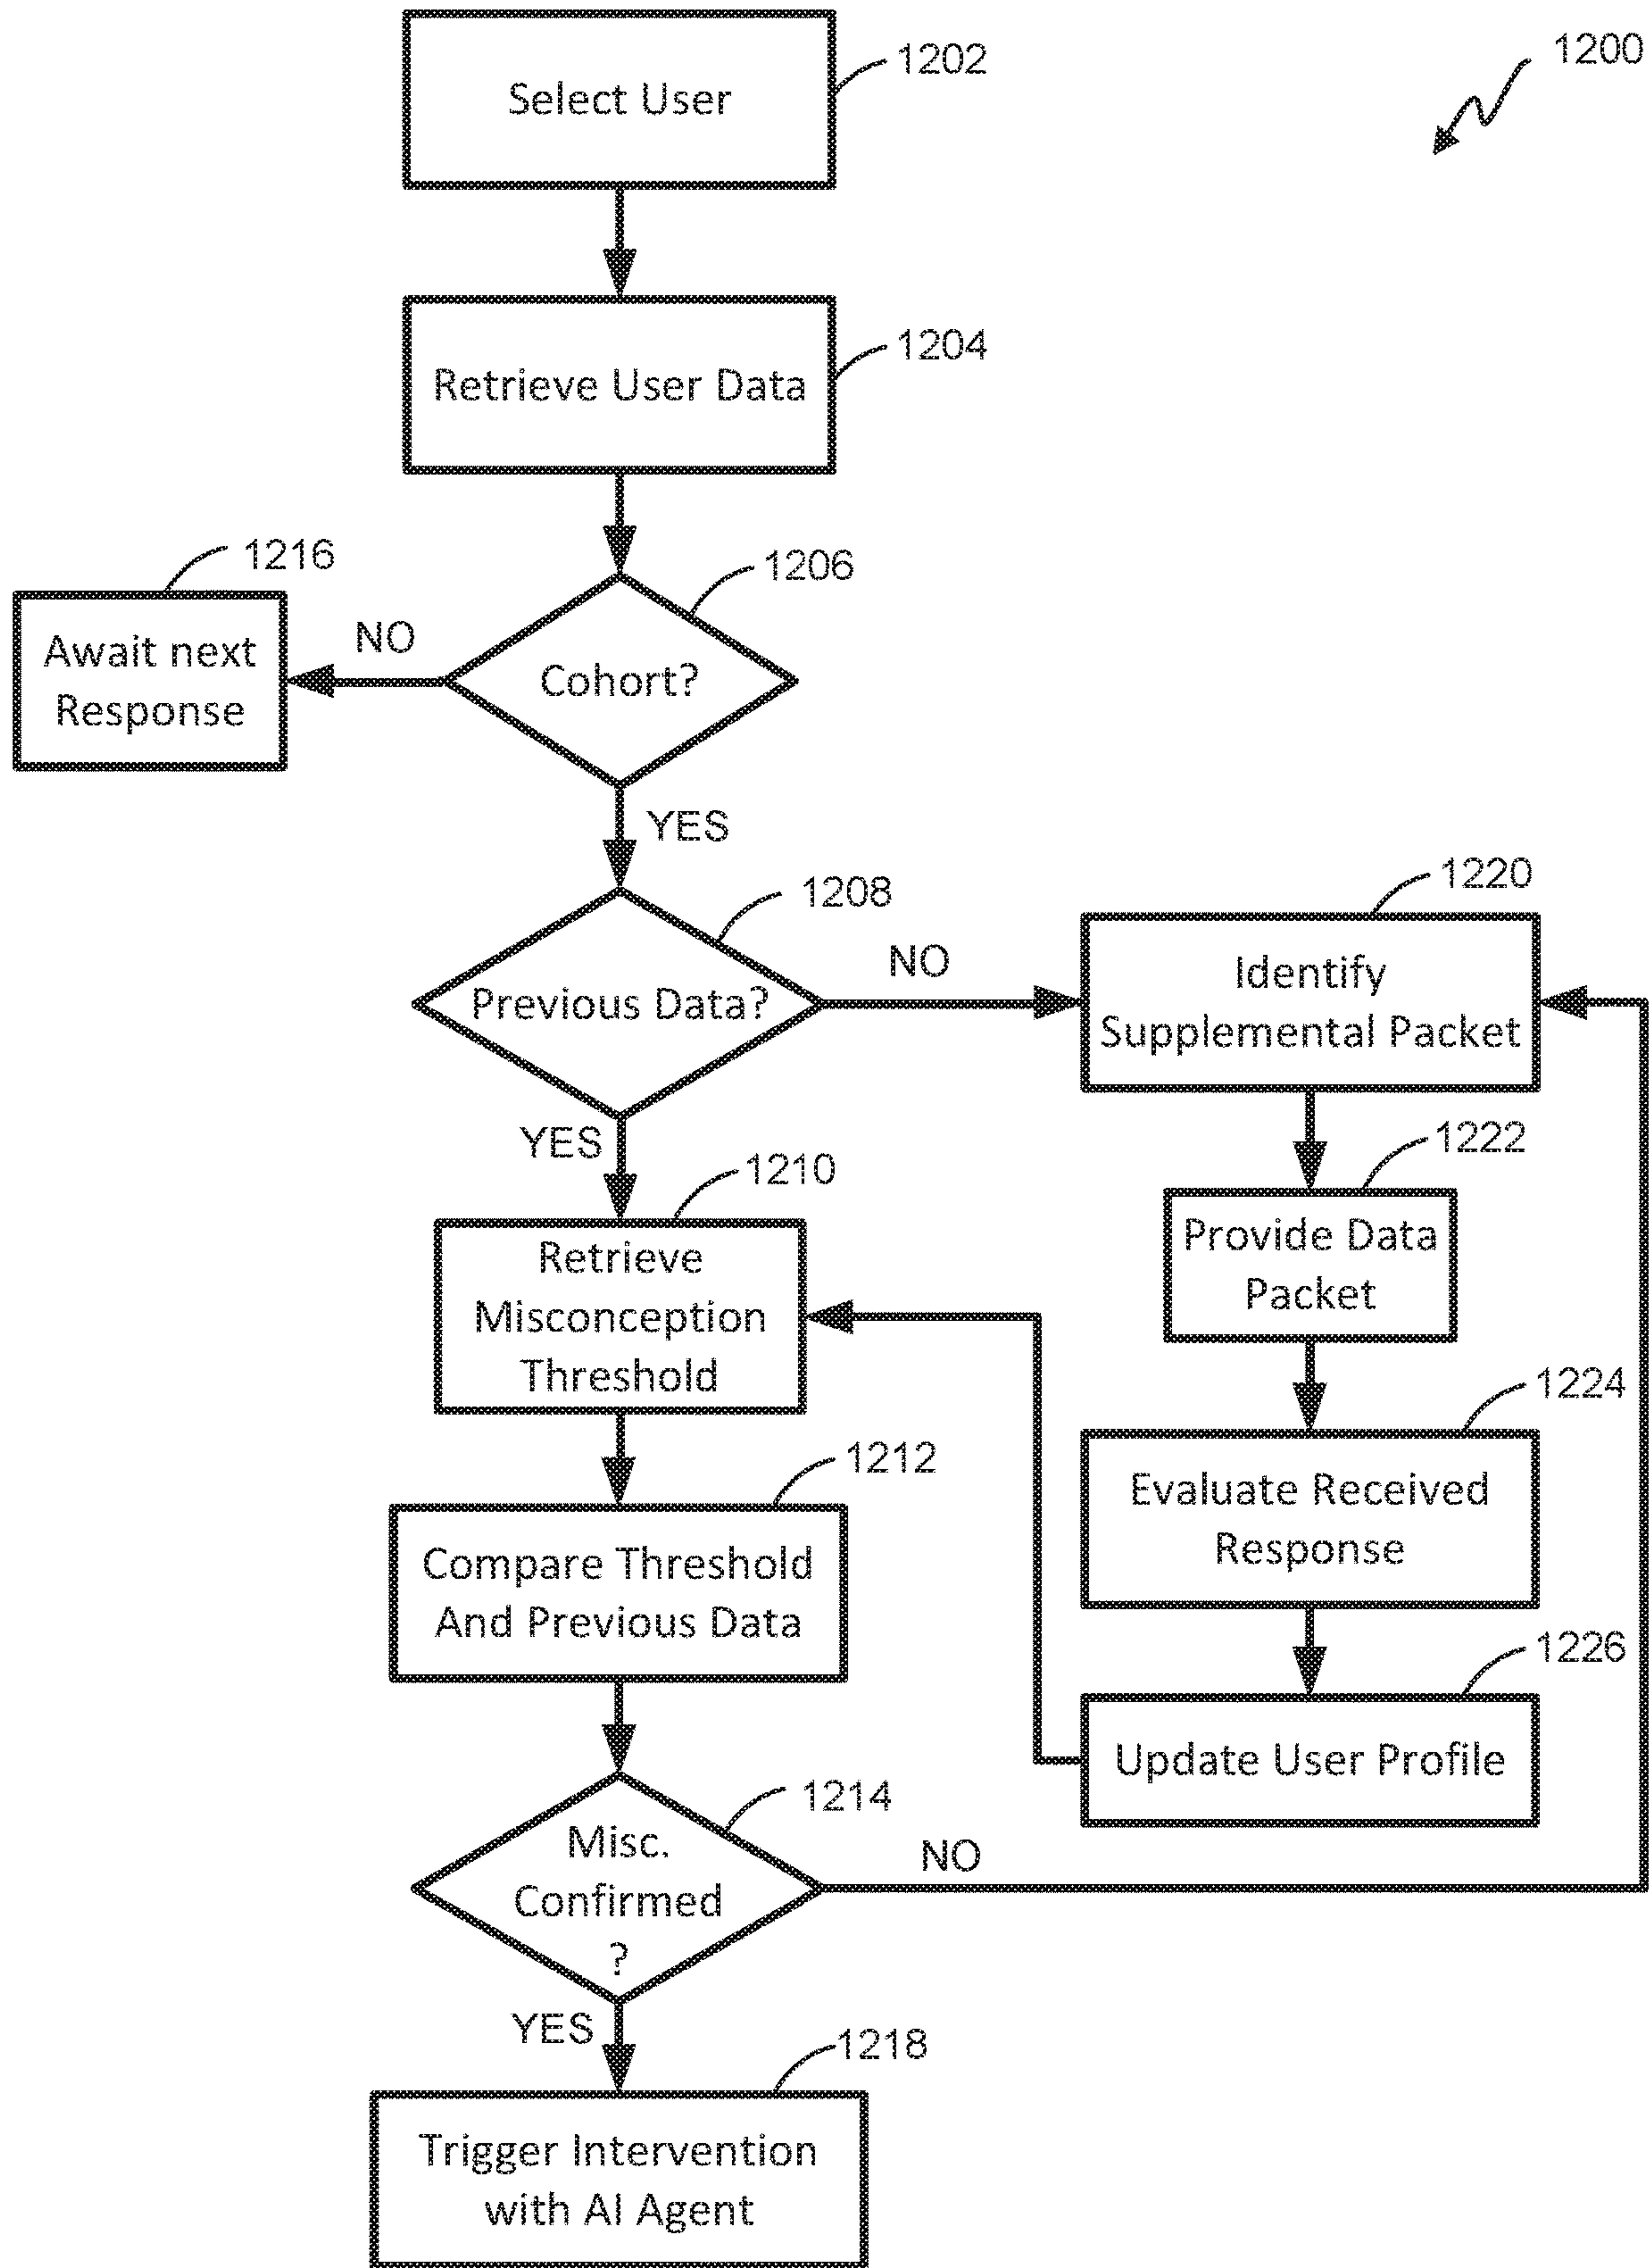 1200
1202
Select User
1204
Retrieve User Data
1206
Cohort?
NO
1216
Await next
Response
YES
1208
Previous Data?
NO
1220
Identify
Supplemental Packet
YES
1210
Retrieve
Misconception
Threshold
1222
Provide Data
Packet
1212
Compare Threshold
And Previous Data
1224
Evaluate Received
Response
1226
Update User Profile
1214
Misc.
Confirmed
?
NO
YES
1218
Trigger Intervention
with AI Agent